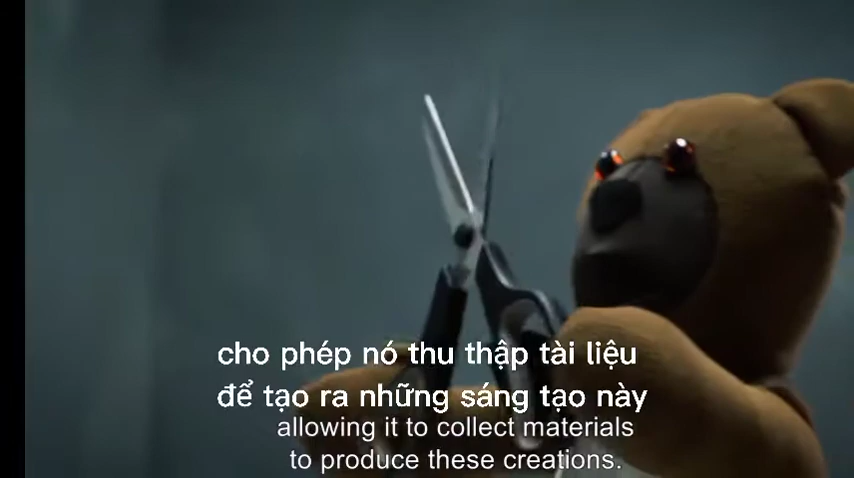 cho phép nó thu thập tài liệu
để tạo ra những sáng tạo này
allowing it to collect materials
to produce these creations.